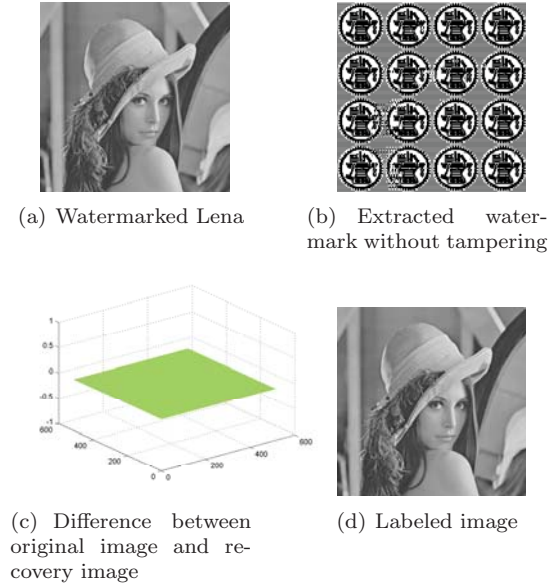 (a) Watermarked Lena
(b) Extracted water-
mark without tampering
1
0.5
0
-0.5
-1
600
400
200
0
0
200
400
600
(c) Difference between
original image and re-
covery image
(d) Labeled image